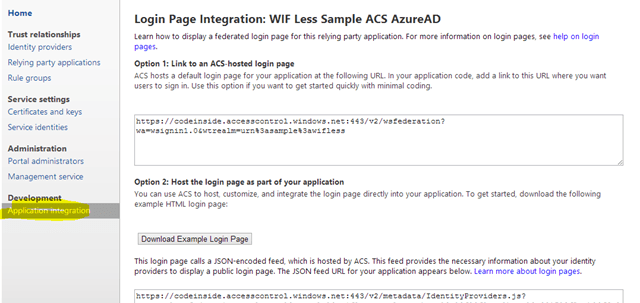 Home
Trust relationships
Identity providers
Relying party applications
Rule groups
Service settings
Certificates and keys
Service identities
Administration
Portal administrators
Management service
Development
Application integration
Login Page Integration: WIF Less Sample ACS AzureAD
Learn how to display a federated login page for this relying party application. For more information on login pages, see help on login
pages.
Option 1: Link to an ACS-hosted login page
ACS hosts a default login page for your application at the following URL. In your application code, add a link to this URL where you want
users to sign in. Use this option if you want to get started quickly with minimal coding.
https://codeinside.accesscontrol.windows.net:443/v2/wsfederation?
wa=wsignin1.0&wtrealm=urn%3asample%3awifless
Option 2: Host the login page as part of your application
You can use ACS to host, customize, and integrate the login page directly into your application. To get started, download the following
example HTML login page:
Download Example Login Page
This login page calls a JSON-encoded feed, which is hosted by ACS. This feed provides the necessary information about your identity
providers to display a public login page. The JSON feed URL for your application appears below. Learn more about login pages.
https://codeinside.accesscontrol.windows.net:443/v2/metadata/IdentityProviders.js?